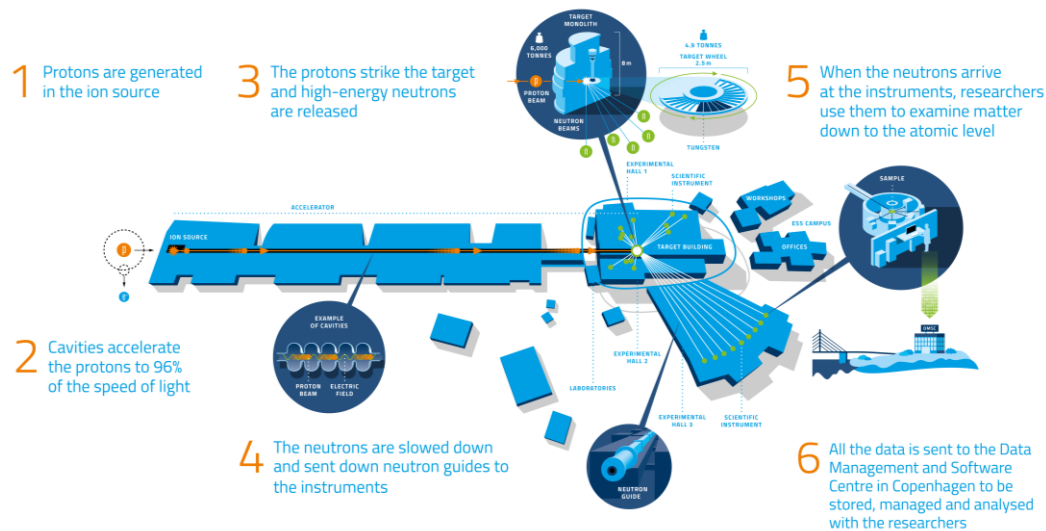 1
Protons are generated
in the ion source
2
Cavities accelerate
the protons to 96%
of the speed of light
3
The protons strike the target
and high-energy neutrons
are released
4
The neutrons are slowed down
and sent down neutron guides to
the instruments
5
When the neutrons arrive
at the instruments, researchers
use them to examine matter
down to the atomic level
6
All the data is sent to the Data
Management and Software
Centre in Copenhagen to be
stored, managed and analysed
with the researchers
TARGET
MONOLITH
6,000
TONNES
8 m
PROTON
BEAM
NEUTRON
BEAMS
4.9 TONNES
TARGET WHEEL
2.5 m
TUNGSTEN
EXPERIMENTAL
HALL 1
SCIENTIFIC
INSTRUMENT
ACCELERATOR
ION SOURCE
TARGET BUILDING
WORKSHOPS
ESS CAMPUS
OFFICES
SAMPLE
DMSC
EXAMPLE
OF CAVITIES
PROTON
BEAM
ELECTRIC
FIELD
LABORATORIES
EXPERIMENTAL
HALL 2
EXPERIMENTAL
HALL 3
SCIENTIFIC
INSTRUMENT
NEUTRON
GUIDE